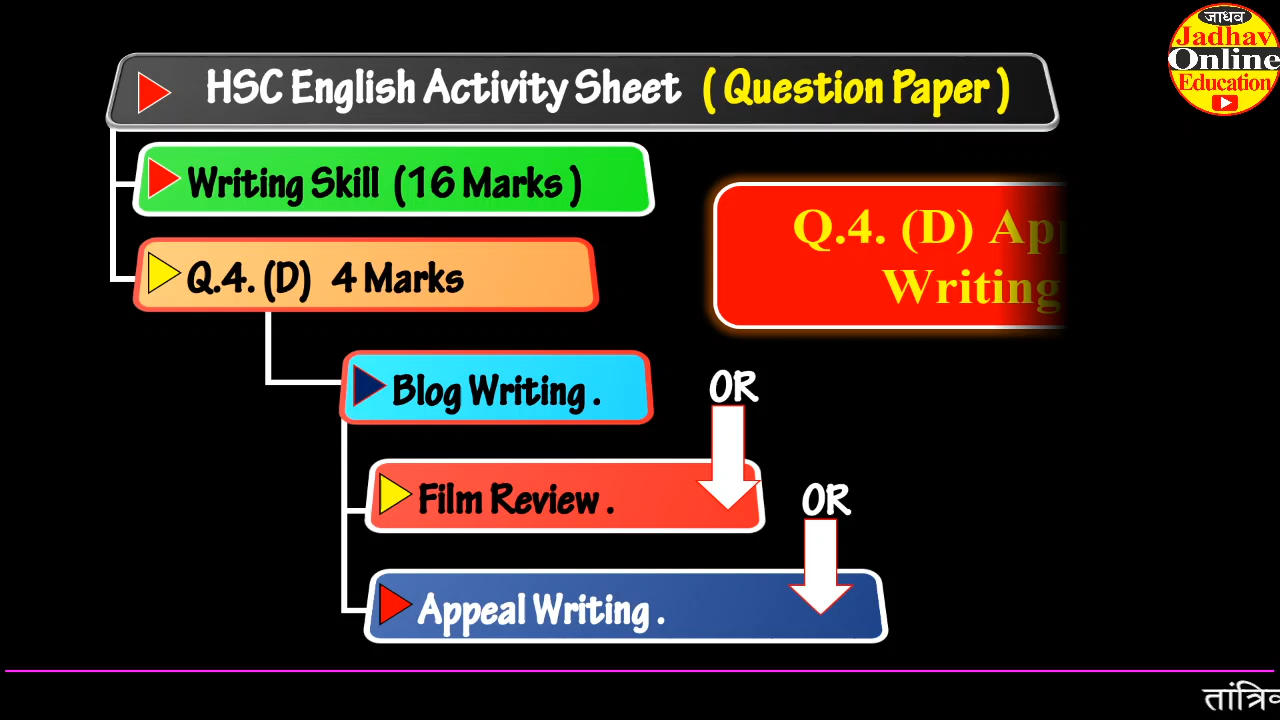 जाधव
Jadhav
Online
Education
HSC English Activity Sheet ( Question Paper )
Writing Skill (16 Marks )
Q.4. (D) 4 Marks
Q.4. (D)
Writing
Blog Writing .
OR
Film Review .
OR
Appeal Writing .